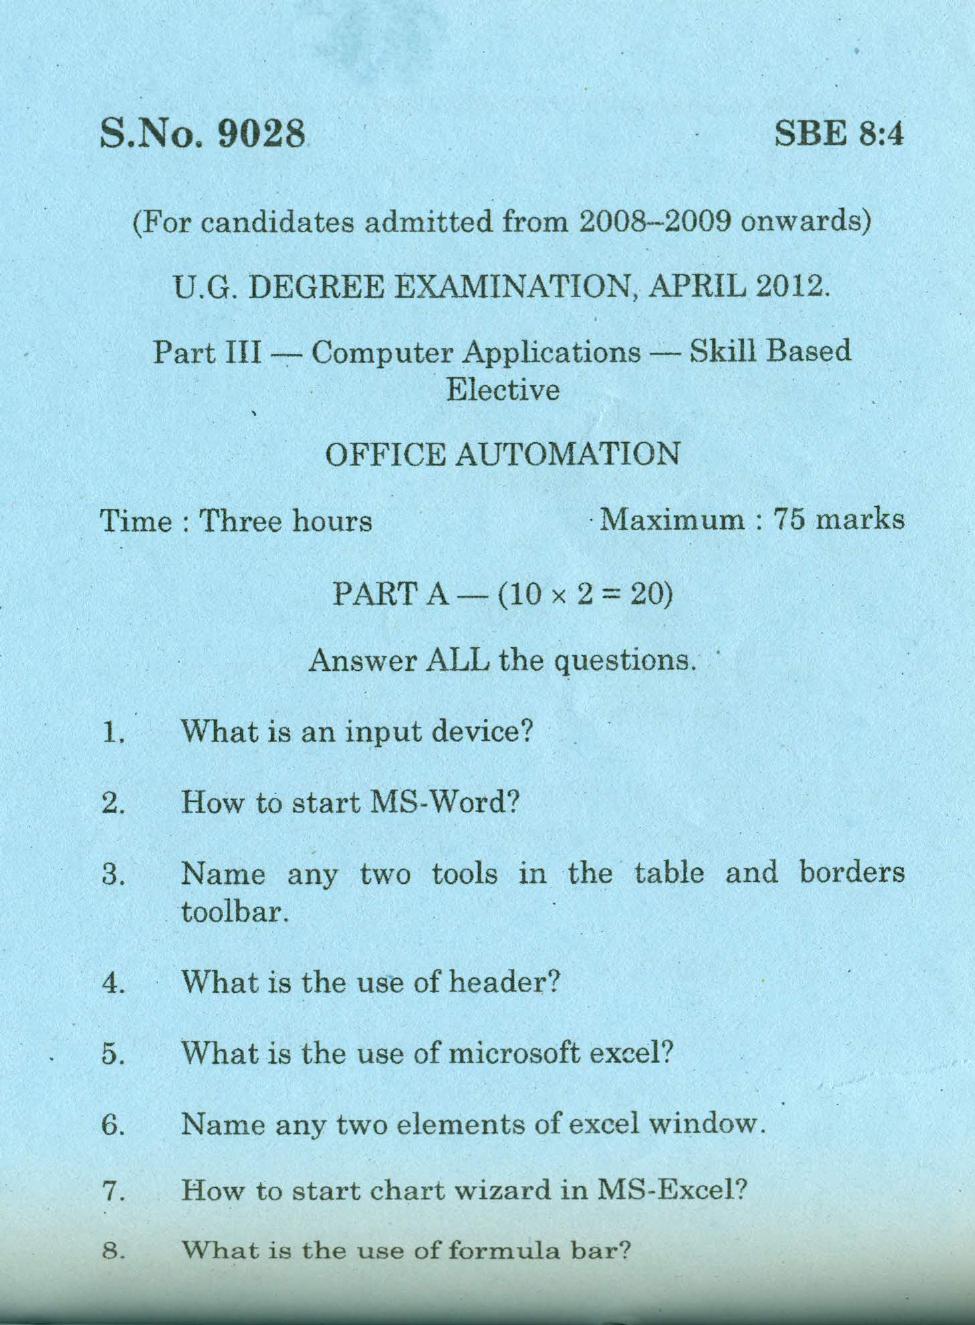 S.No. 9028 SBE 8:4
(For candidates admitted from 2008–2009 onwards)
U.G. DEGREE EXAMINATION, APRIL 2012.
Part III — Computer Applications — Skill Based
Elective
OFFICE AUTOMATION
Time : Three hours Maximum : 75 marks
PART A — (10 × 2 = 20)
Answer ALL the questions.
1. What is an input device?
2. How to start MS-Word?
3. Name any two tools in the table and borders
toolbar.
4. What is the use of header?
5. What is the use of microsoft excel?
6. Name any two elements of excel window.
7. How to start chart wizard in MS-Excel?
8. What is the use of formula bar?